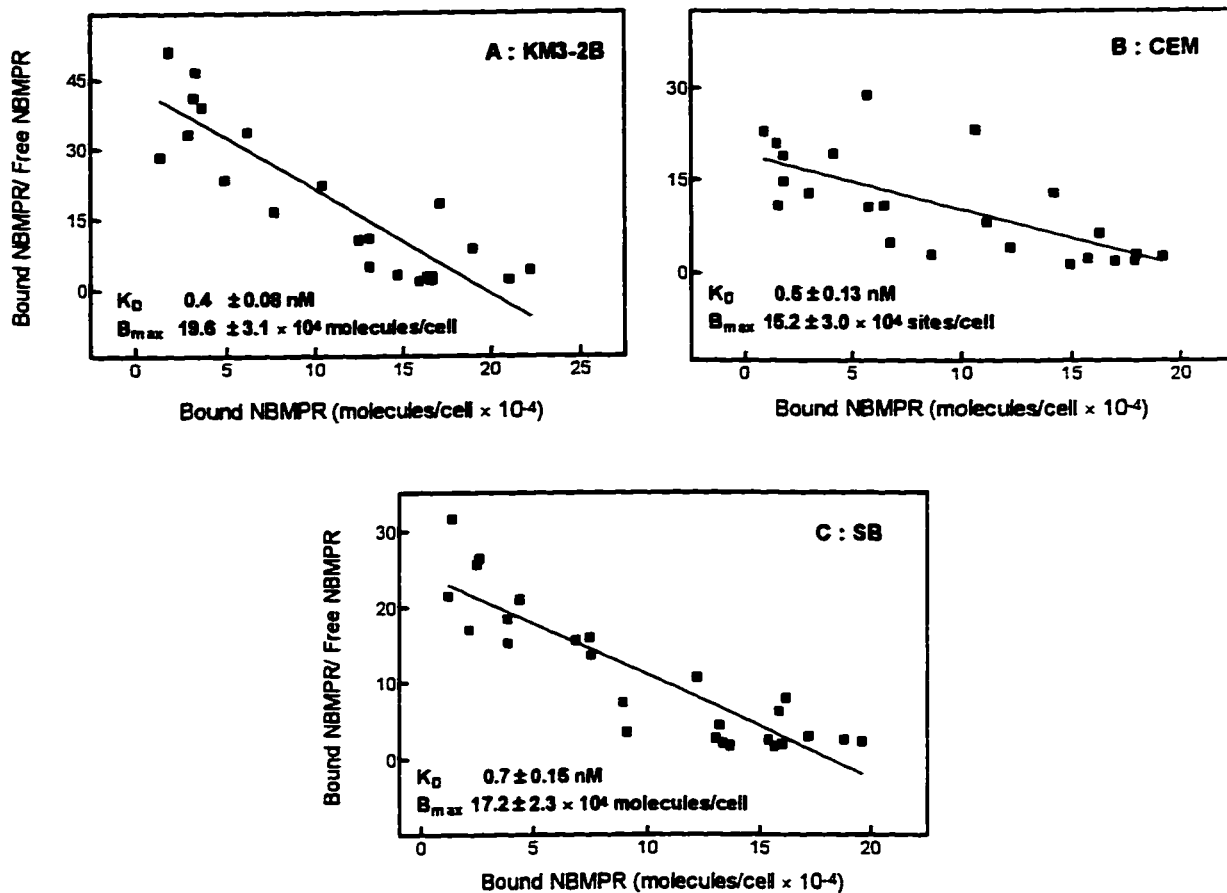 A : KM3-2B
Bound NBMPR/ Free NBMPR
45
30
15
0
K_D 0.4 ±0.08 nM
B_max 19.6 ±3.1 × 10⁴ molecules/cell
0 5 10 15 20 25
Bound NBMPR (molecules/cell × 10⁻⁴)
B : CEM
30
15
0
K_D 0.5±0.13 nM
B_max 15.2±3.0 × 10⁴ sites/cell
0 5 10 15 20
Bound NBMPR (molecules/cell × 10⁻⁴)
C : SB
Bound NBMPR/ Free NBMPR
30
20
10
0
K_D 0.7±0.15 nM
B_max 17.2±2.3 × 10⁴ molecules/cell
0 5 10 15 20
Bound NBMPR (molecules/cell × 10⁻⁴)